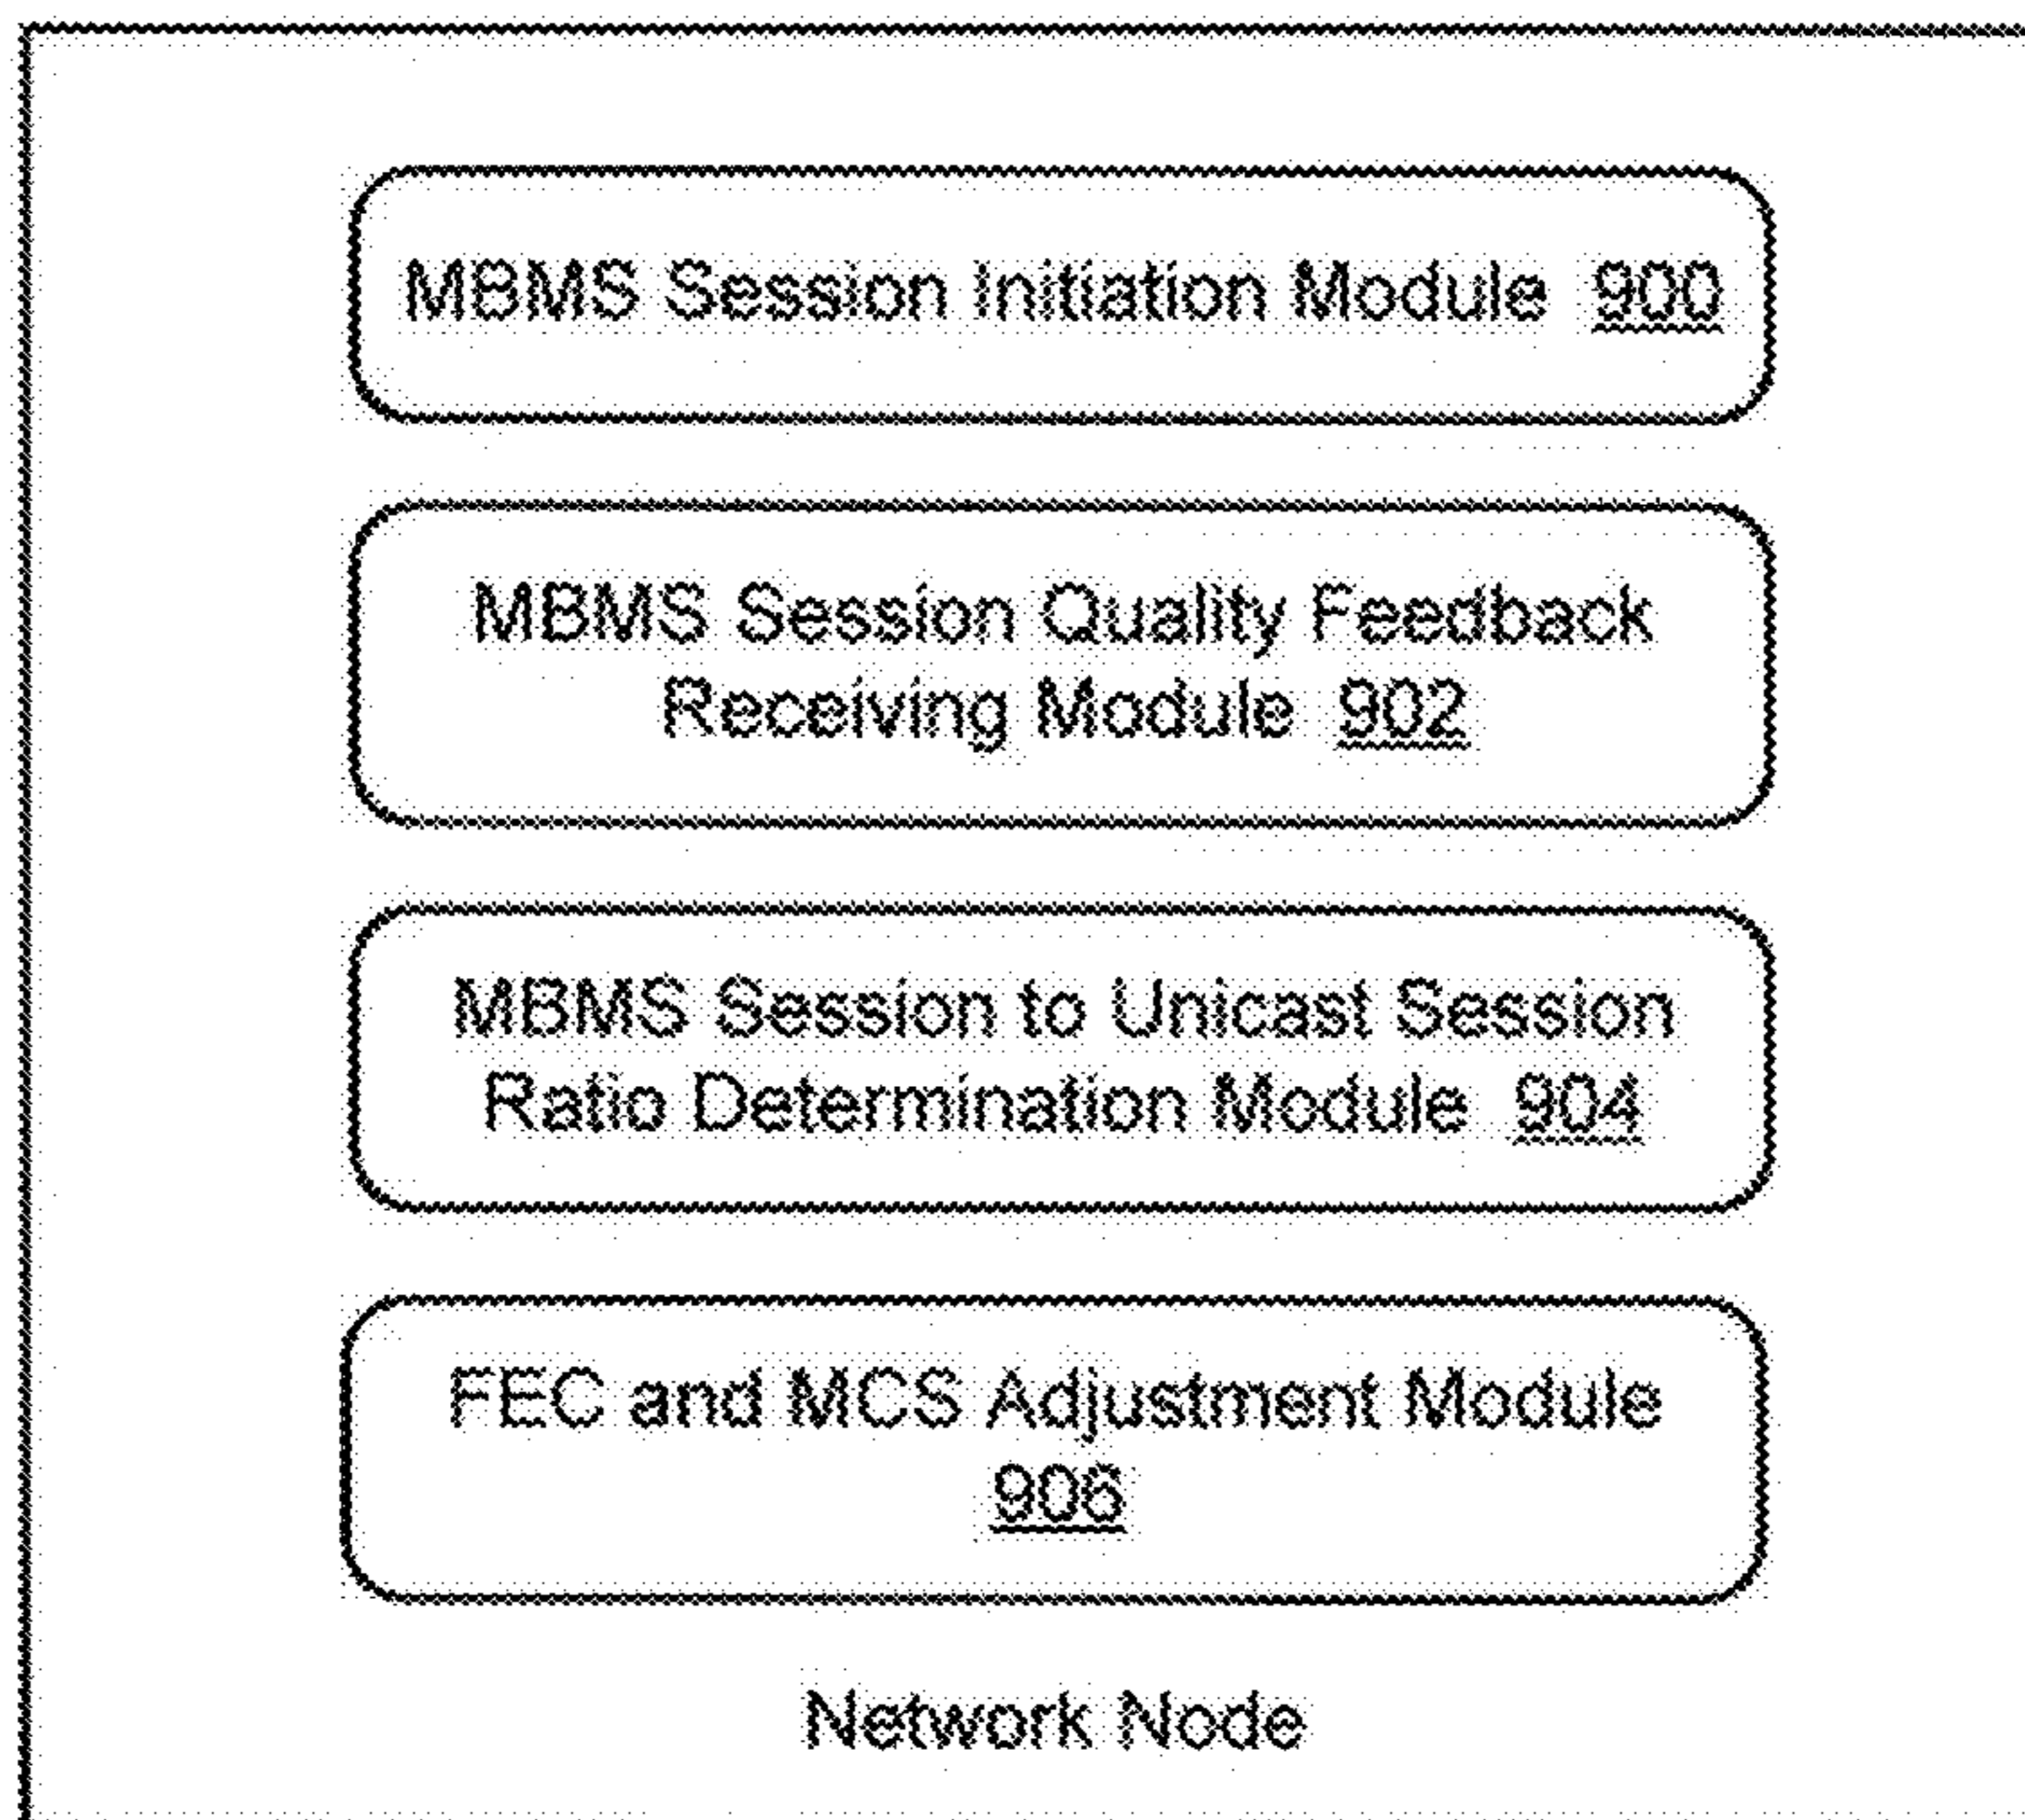 MBMS Session Initiation Module 900
MBMS Session Quality Feedback
Receiving Module 902
MBMS Session to Unicast Session
Ratio Determination Module 904
FEC and MCS Adjustment Module
906
Network Node